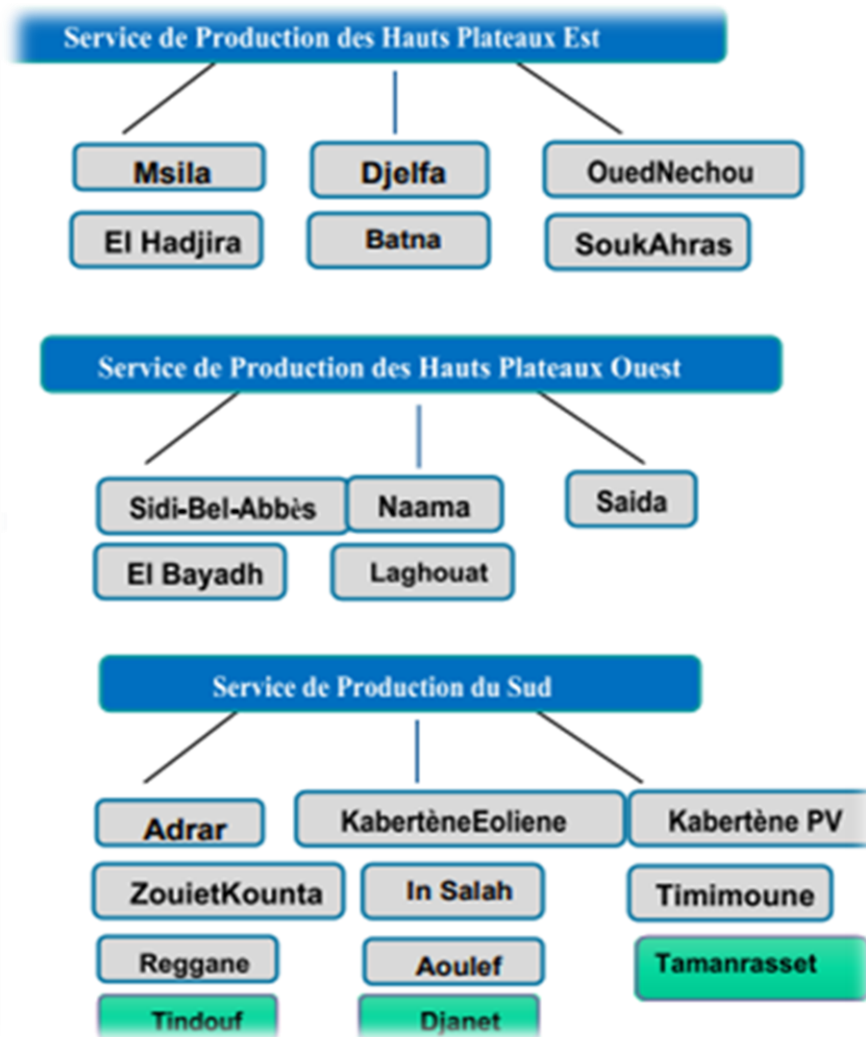 Service de Production des Hauts Plateaux Est
Msila
Djelfa
OuedNechou
El Hadjira
Batna
SoukAhras
Service de Production des Hauts Plateaux Ouest
Sidi-Bel-Abbès
Naama
Saida
El Bayadh
Laghouat
Service de Production du Sud
Adrar
KabertèneEoliene
Kabertène PV
ZouietKounta
In Salah
Timimoune
Reggane
Aoulef
Tamanrasset
Tindouf
Djanet